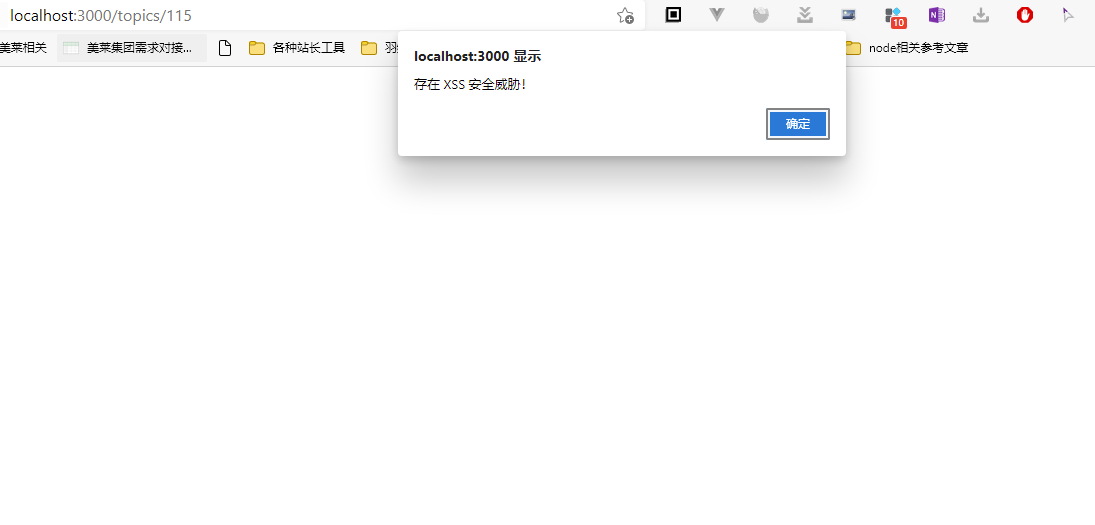 localhost:3000/topics/115
10
N
美莱相关
美莱集团需求对接...
各种站长工具
node相关参考文章
localhost:3000 显示
存在 XSS 安全威胁！
确定